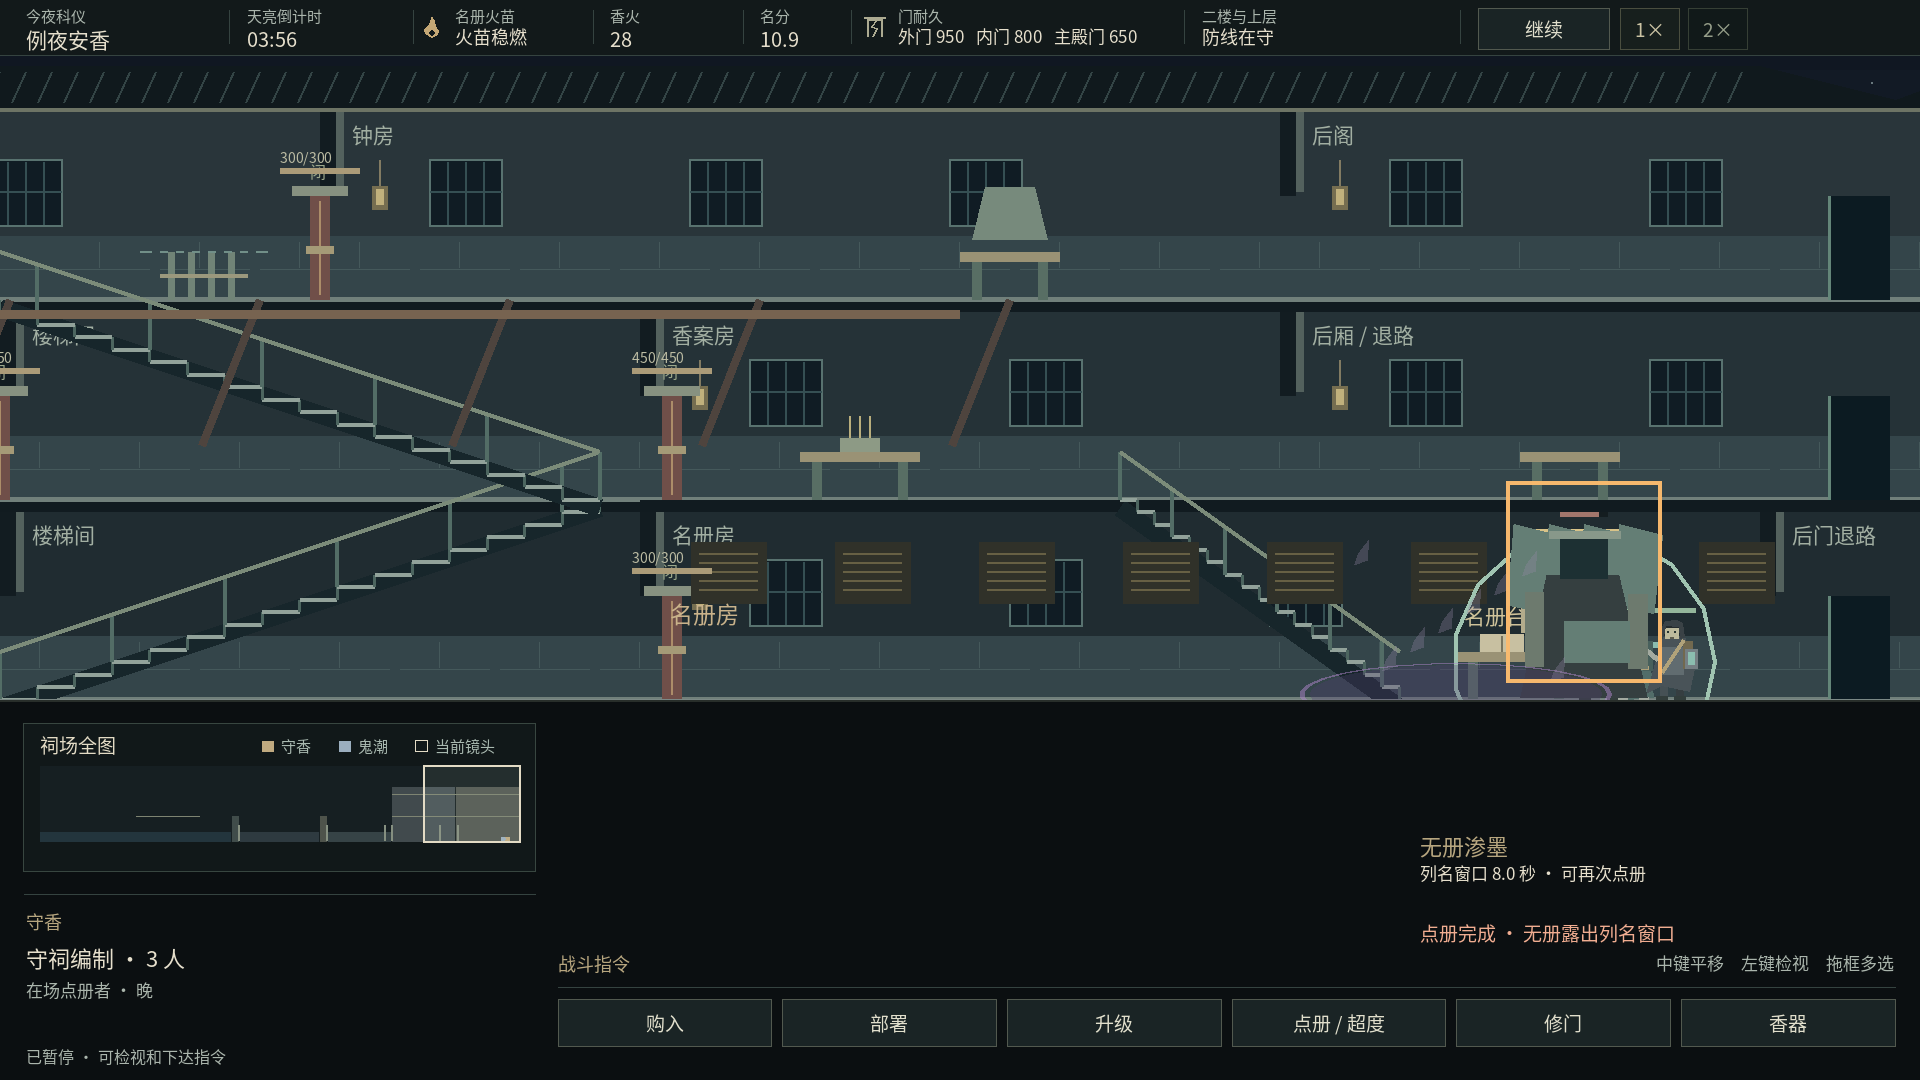 今夜科仪
例夜安香
天亮倒计时
03:56
名册火苗
火苗稳燃
香火
28
名分
10.9
门耐久
外门 950 内门 800 主殿门 650
二楼与上层
防线在守
继续
1×
2×
钟房
后阁
300/300
闭
香案房
后厢 / 退路
450/450
闭
楼梯间
名册房
后门退路
300/300
闭
名册房
名册台
祠场全图
守香
鬼潮
当前镜头
无册渗墨
列名窗口 8.0 秒 · 可再次点册
守香
点册完成 · 无册露出列名窗口
守祠编制 · 3 人
战斗指令
中键平移 左键检视 拖框多选
在场点册者 · 晚
购入
部署
升级
点册 / 超度
修门
香器
已暂停 · 可检视和下达指令